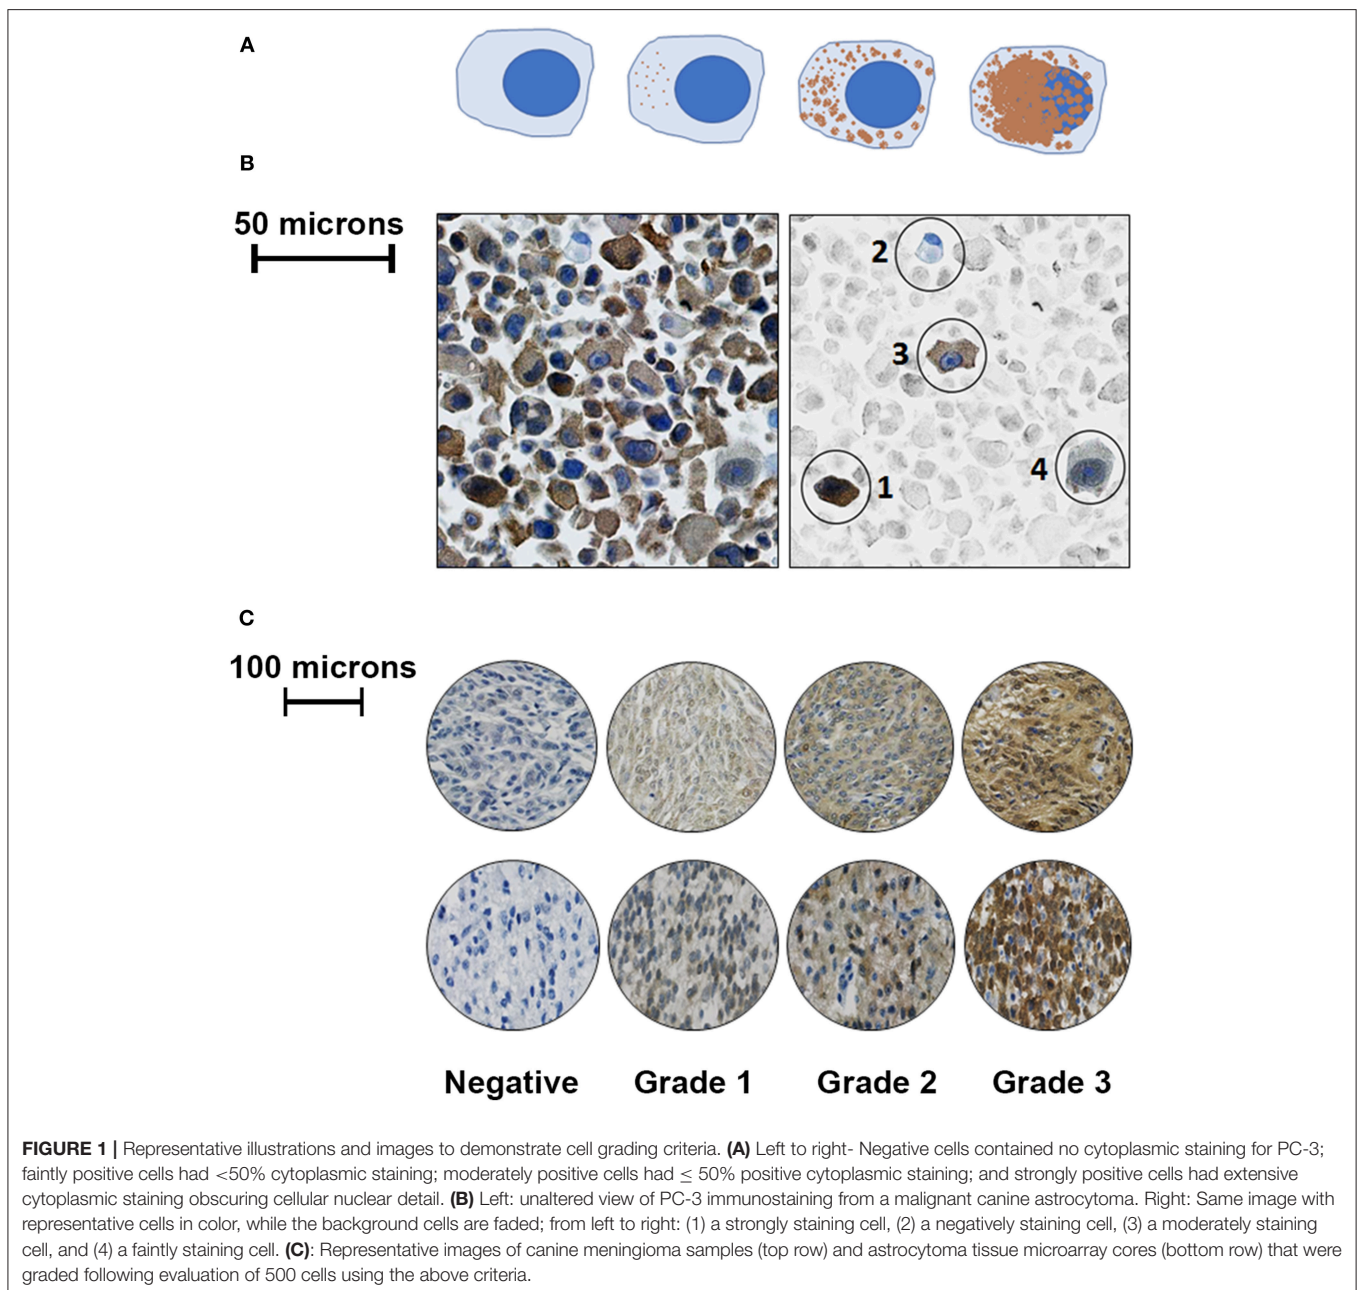 A
B
50 microns
2
3
4
1
C
100 microns
Negative Grade 1 Grade 2 Grade 3
FIGURE 1 | Representative illustrations and images to demonstrate cell grading criteria. (A) Left to right- Negative cells contained no cytoplasmic staining for PC-3;
faintly positive cells had <50% cytoplasmic staining; moderately positive cells had ≤ 50% positive cytoplasmic staining; and strongly positive cells had extensive
cytoplasmic staining obscuring cellular nuclear detail. (B) Left: unaltered view of PC-3 immunostaining from a malignant canine astrocytoma. Right: Same image with
representative cells in color, while the background cells are faded; from left to right: (1) a strongly staining cell, (2) a negatively staining cell, (3) a moderately staining
cell, and (4) a faintly staining cell. (C): Representative images of canine meningioma samples (top row) and astrocytoma tissue microarray cores (bottom row) that were
graded following evaluation of 500 cells using the above criteria.